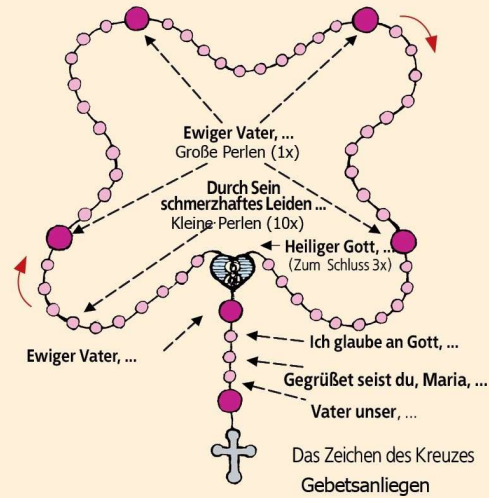 Ewiger Vater, ...
Große Perlen (1x)
Durch Sein
schmerzhaftes Leiden ...
Kleine Perlen (10x)
Heiliger Gott, ...
(Zum Schluss 3x)
Ewiger Vater, ...
Ich glaube an Gott, ...
Gegrüßet seist du, Maria, ...
Vater unser, ...
Das Zeichen des Kreuzes
Gebetsanliegen